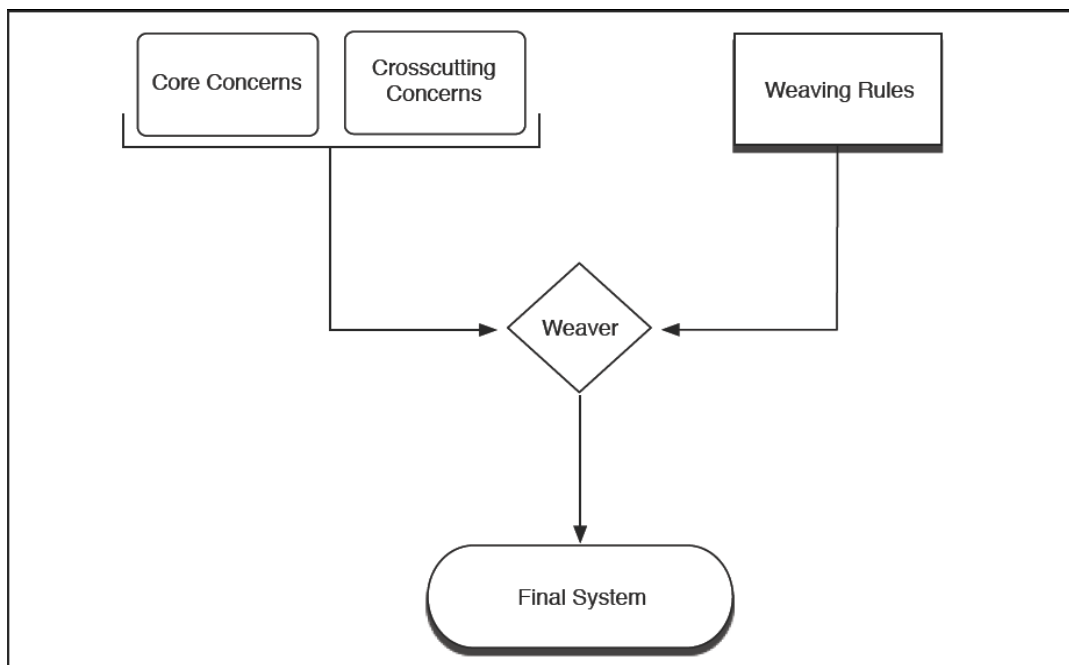 Core Concerns
Crosscutting
Concerns
Weaving Rules
Weaver
Final System